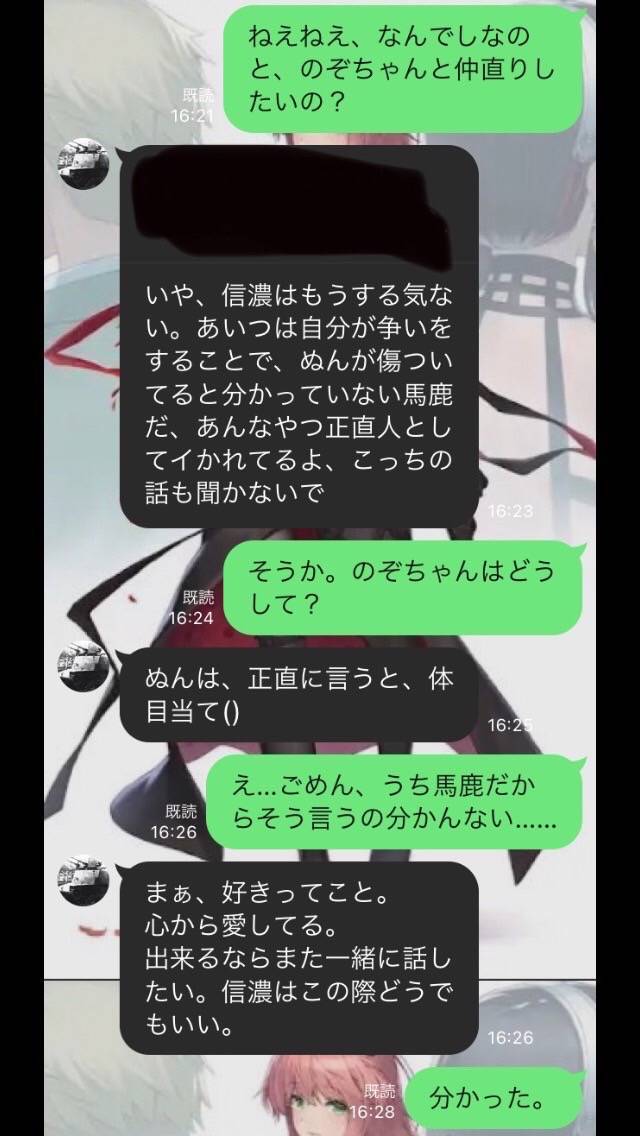 ねえねえ、なんでしなの
と、のぞちゃんと仲直りし
たいの？
既読
16:21
いや、信濃はもうする気な
い。あいつは自分が争いを
することで、ぬんが傷つい
てると分かっていない馬鹿
だ、あんなやつ正直人とし
てイかれてるよ、こっちの
話も聞かないで
16:23
そうか。のぞちゃんはどう
して？
既読
16:24
ぬんは、正直に言うと、体
目当て()
16:25
え...ごめん、うち馬鹿だか
らそう言うの分かんない......
既読
16:26
まぁ、好きってこと。
心から愛してる。
出来るならまた一緒に話し
たい。信濃はこの際どうで
もいい。
16:26
分かった。
既読
16:28